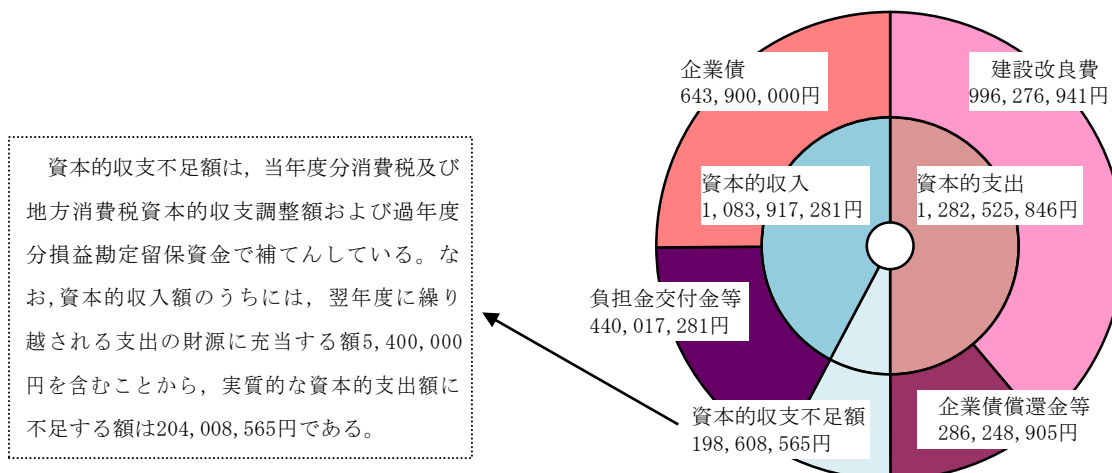 資本的収支不足額は，当年度分消費税及び
地方消費税資本的収支調整額および過年度
分損益勘定留保資金で補てんしている。な
お,資本的収入額のうちには，翌年度に繰り
越される支出の財源に充当する額5,400,000
円を含むことから，実質的な資本的支出額に
不足する額は204,008,565円である。
企業債
643,900,000円
建設改良費
996,276,941円
資本的収入
1,083,917,281円
資本的支出
1,282,525,846円
負担金交付金等
440,017,281円
資本的収支不足額
198,608,565円
企業債償還金等
286,248,905円